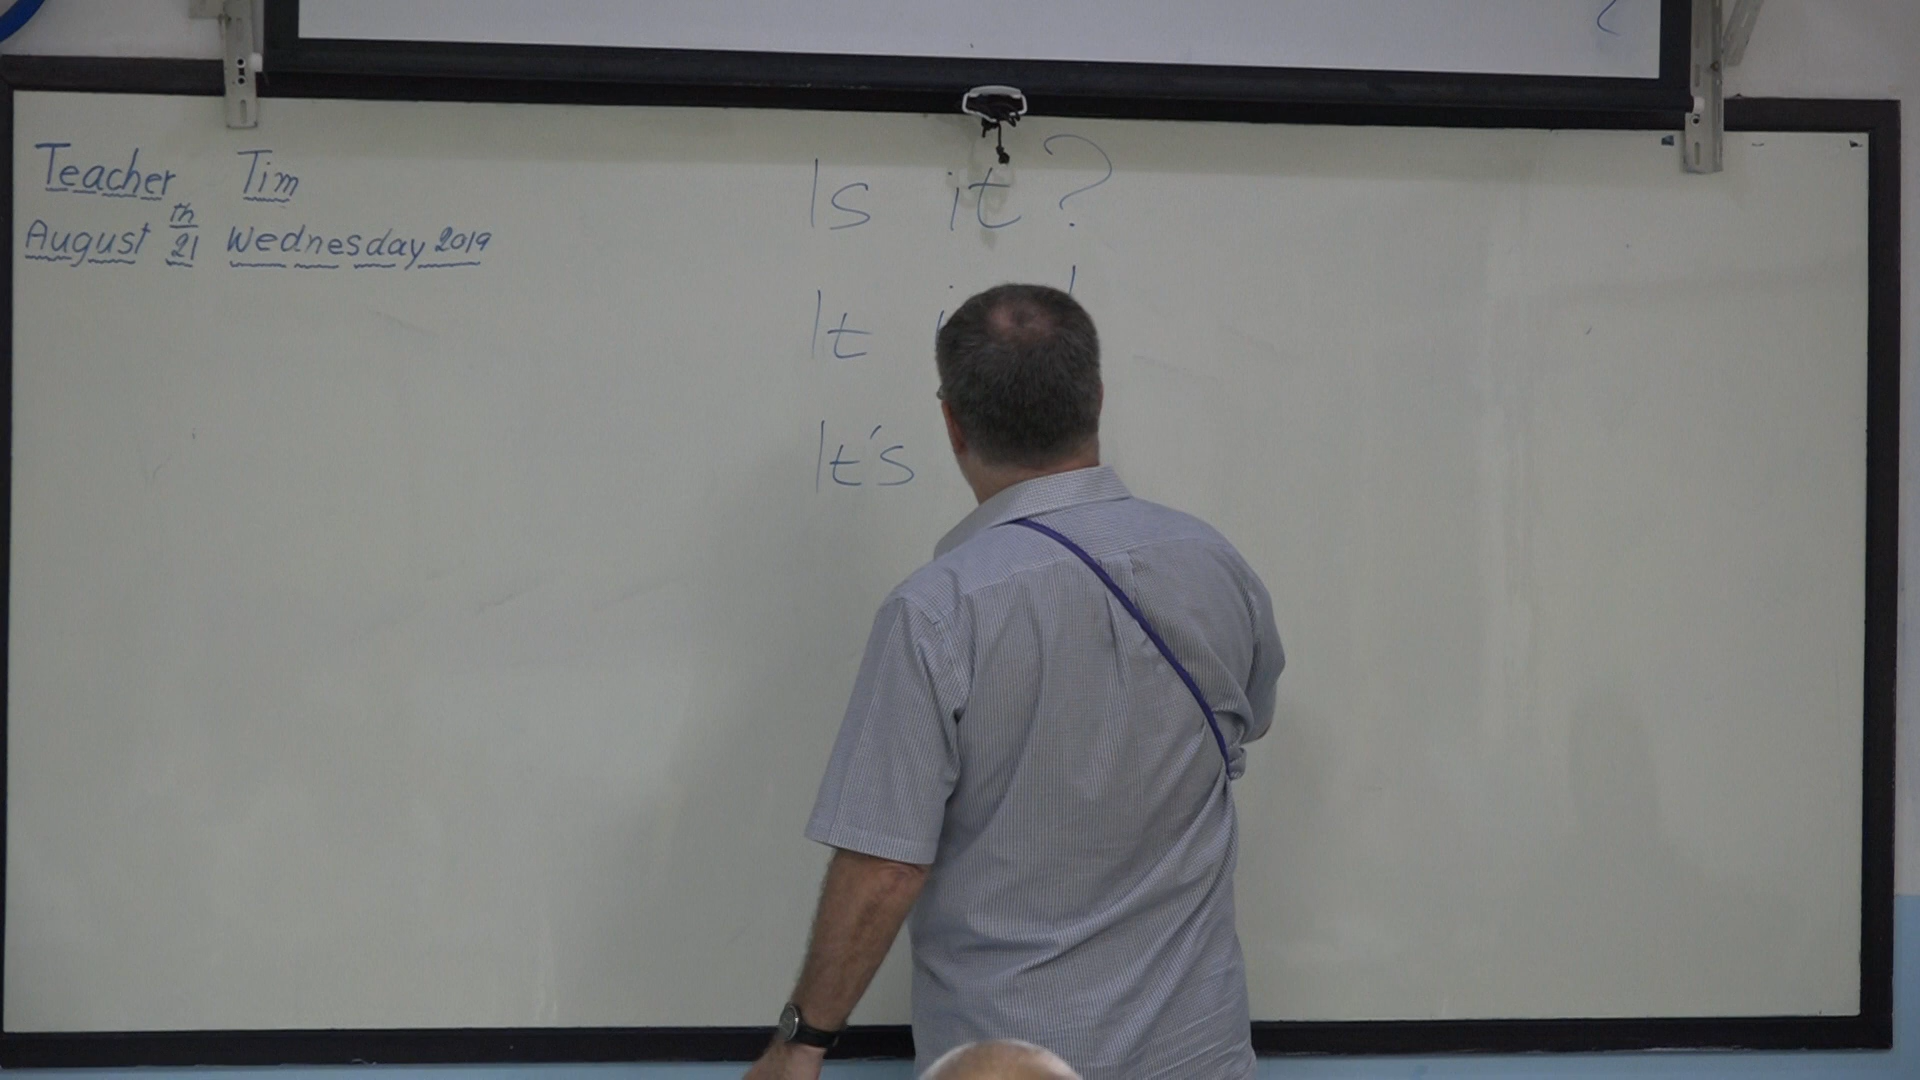 Teacher Tim
August 21th Wednesday 2019
Is it?
It
It's